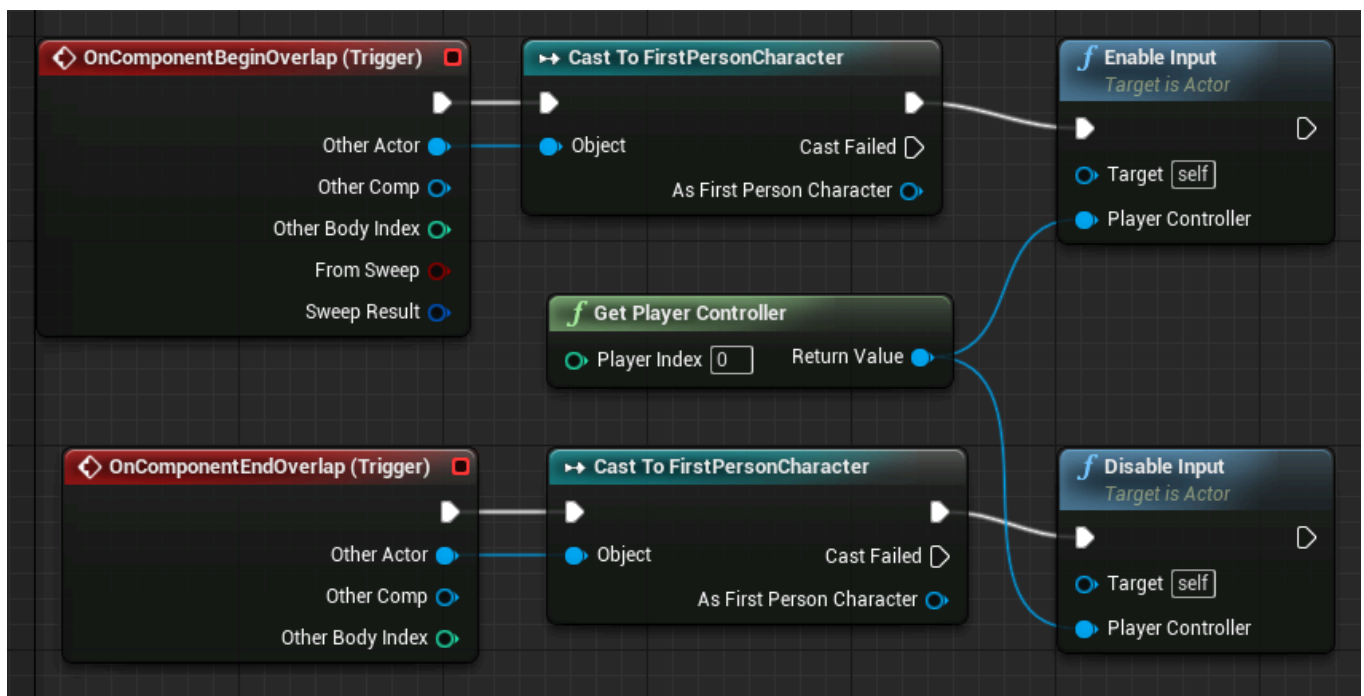 OnComponentBeginOverlap (Trigger)
Other Actor
Other Comp
Other Body Index
From Sweep
Sweep Result
Cast To FirstPersonCharacter
Object
Cast Failed
As First Person Character
f Enable Input
Target is Actor
Target self
Player Controller
f Get Player Controller
Player Index 0
Return Value
OnComponentEndOverlap (Trigger)
Other Actor
Other Comp
Other Body Index
Cast To FirstPersonCharacter
Object
Cast Failed
As First Person Character
f Disable Input
Target is Actor
Target self
Player Controller